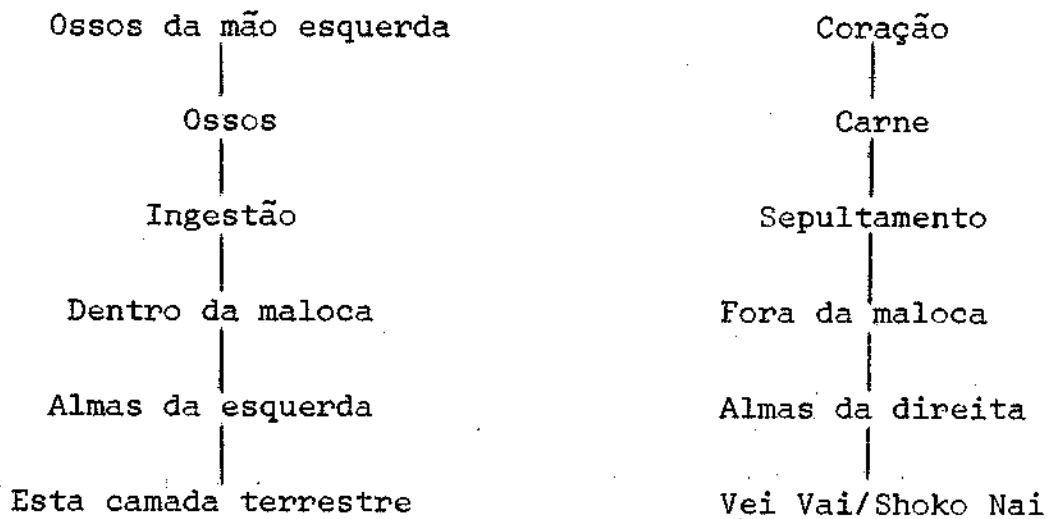 Ossos da mão esquerda
Ossos
Ingestão
Dentro da maloca
Almas da esquerda
Esta camada terrestre
Coração
Carne
Sepultamento
Fora da maloca
Almas da direita
Vei Vai/Shoko Nai